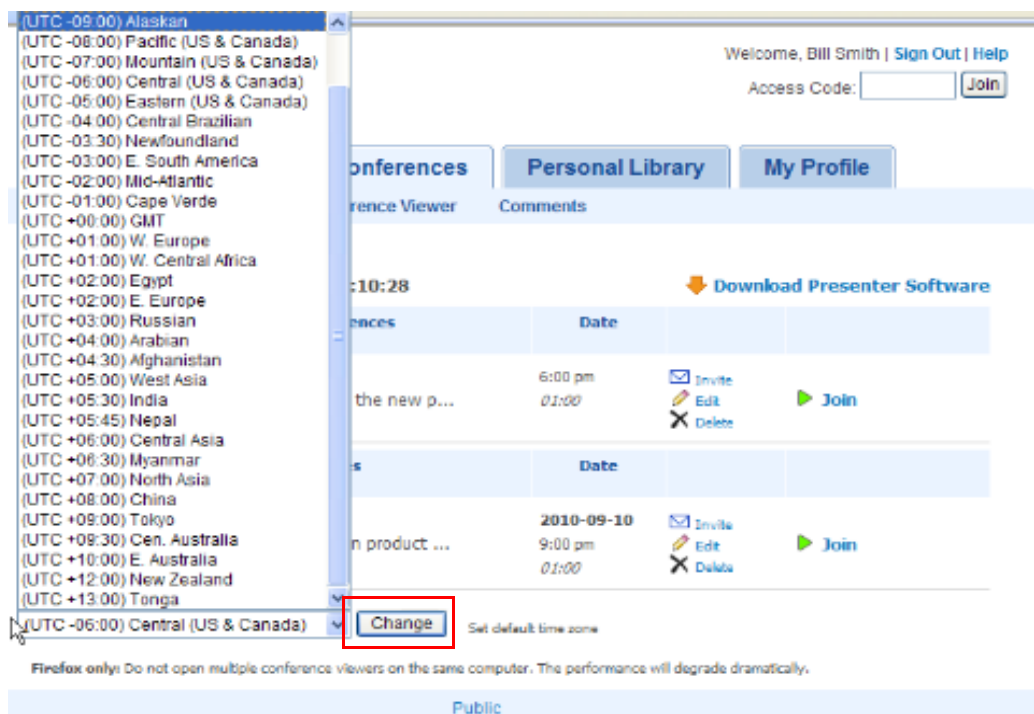 (UTC -09:00) Alaskan
(UTC -08:00) Pacific (US & Canada)
(UTC -07:00) Mountain (US & Canada)
(UTC -06:00) Central (US & Canada)
(UTC -05:00) Eastern (US & Canada)
(UTC -04:00) Central Brazilian
(UTC -03:30) Newfoundland
(UTC -03:00) E. South America
(UTC -02:00) Mid-Atlantic
(UTC -01:00) Cape Verde
(UTC +00:00) GMT
(UTC +01:00) W. Europe
(UTC +01:00) W. Central Africa
(UTC +02:00) Egypt
(UTC +02:00) E. Europe
(UTC +03:00) Russian
(UTC +04:00) Arabian
(UTC +04:30) Afghanistan
(UTC +05:00) West Asia
(UTC +05:30) India
(UTC +05:45) Nepal
(UTC +06:00) Central Asia
(UTC +06:30) Myanmar
(UTC +07:00) North Asia
(UTC +08:00) China
(UTC +09:00) Tokyo
(UTC +09:30) Cen. Australia
(UTC +10:00) E. Australia
(UTC +12:00) New Zealand
(UTC +13:00) Tonga
(UTC -06:00) Central (US & Canada) Change Set default time zone
Welcome, Bill Smith | Sign Out | Help
Access Code: Join
onferences Personal Library My Profile
rence Viewer Comments
:10:28 Download Presenter Software
ences Date
6:00 pm Invite
the new p... 01:00 Edit Join
Delete
s Date
2010-09-10 Invite
n product ... 9:00 pm Edit Join
01:00 Delete
Firefox only: Do not open multiple conference viewers on the same computer. The performance will degrade dramatically.
Public